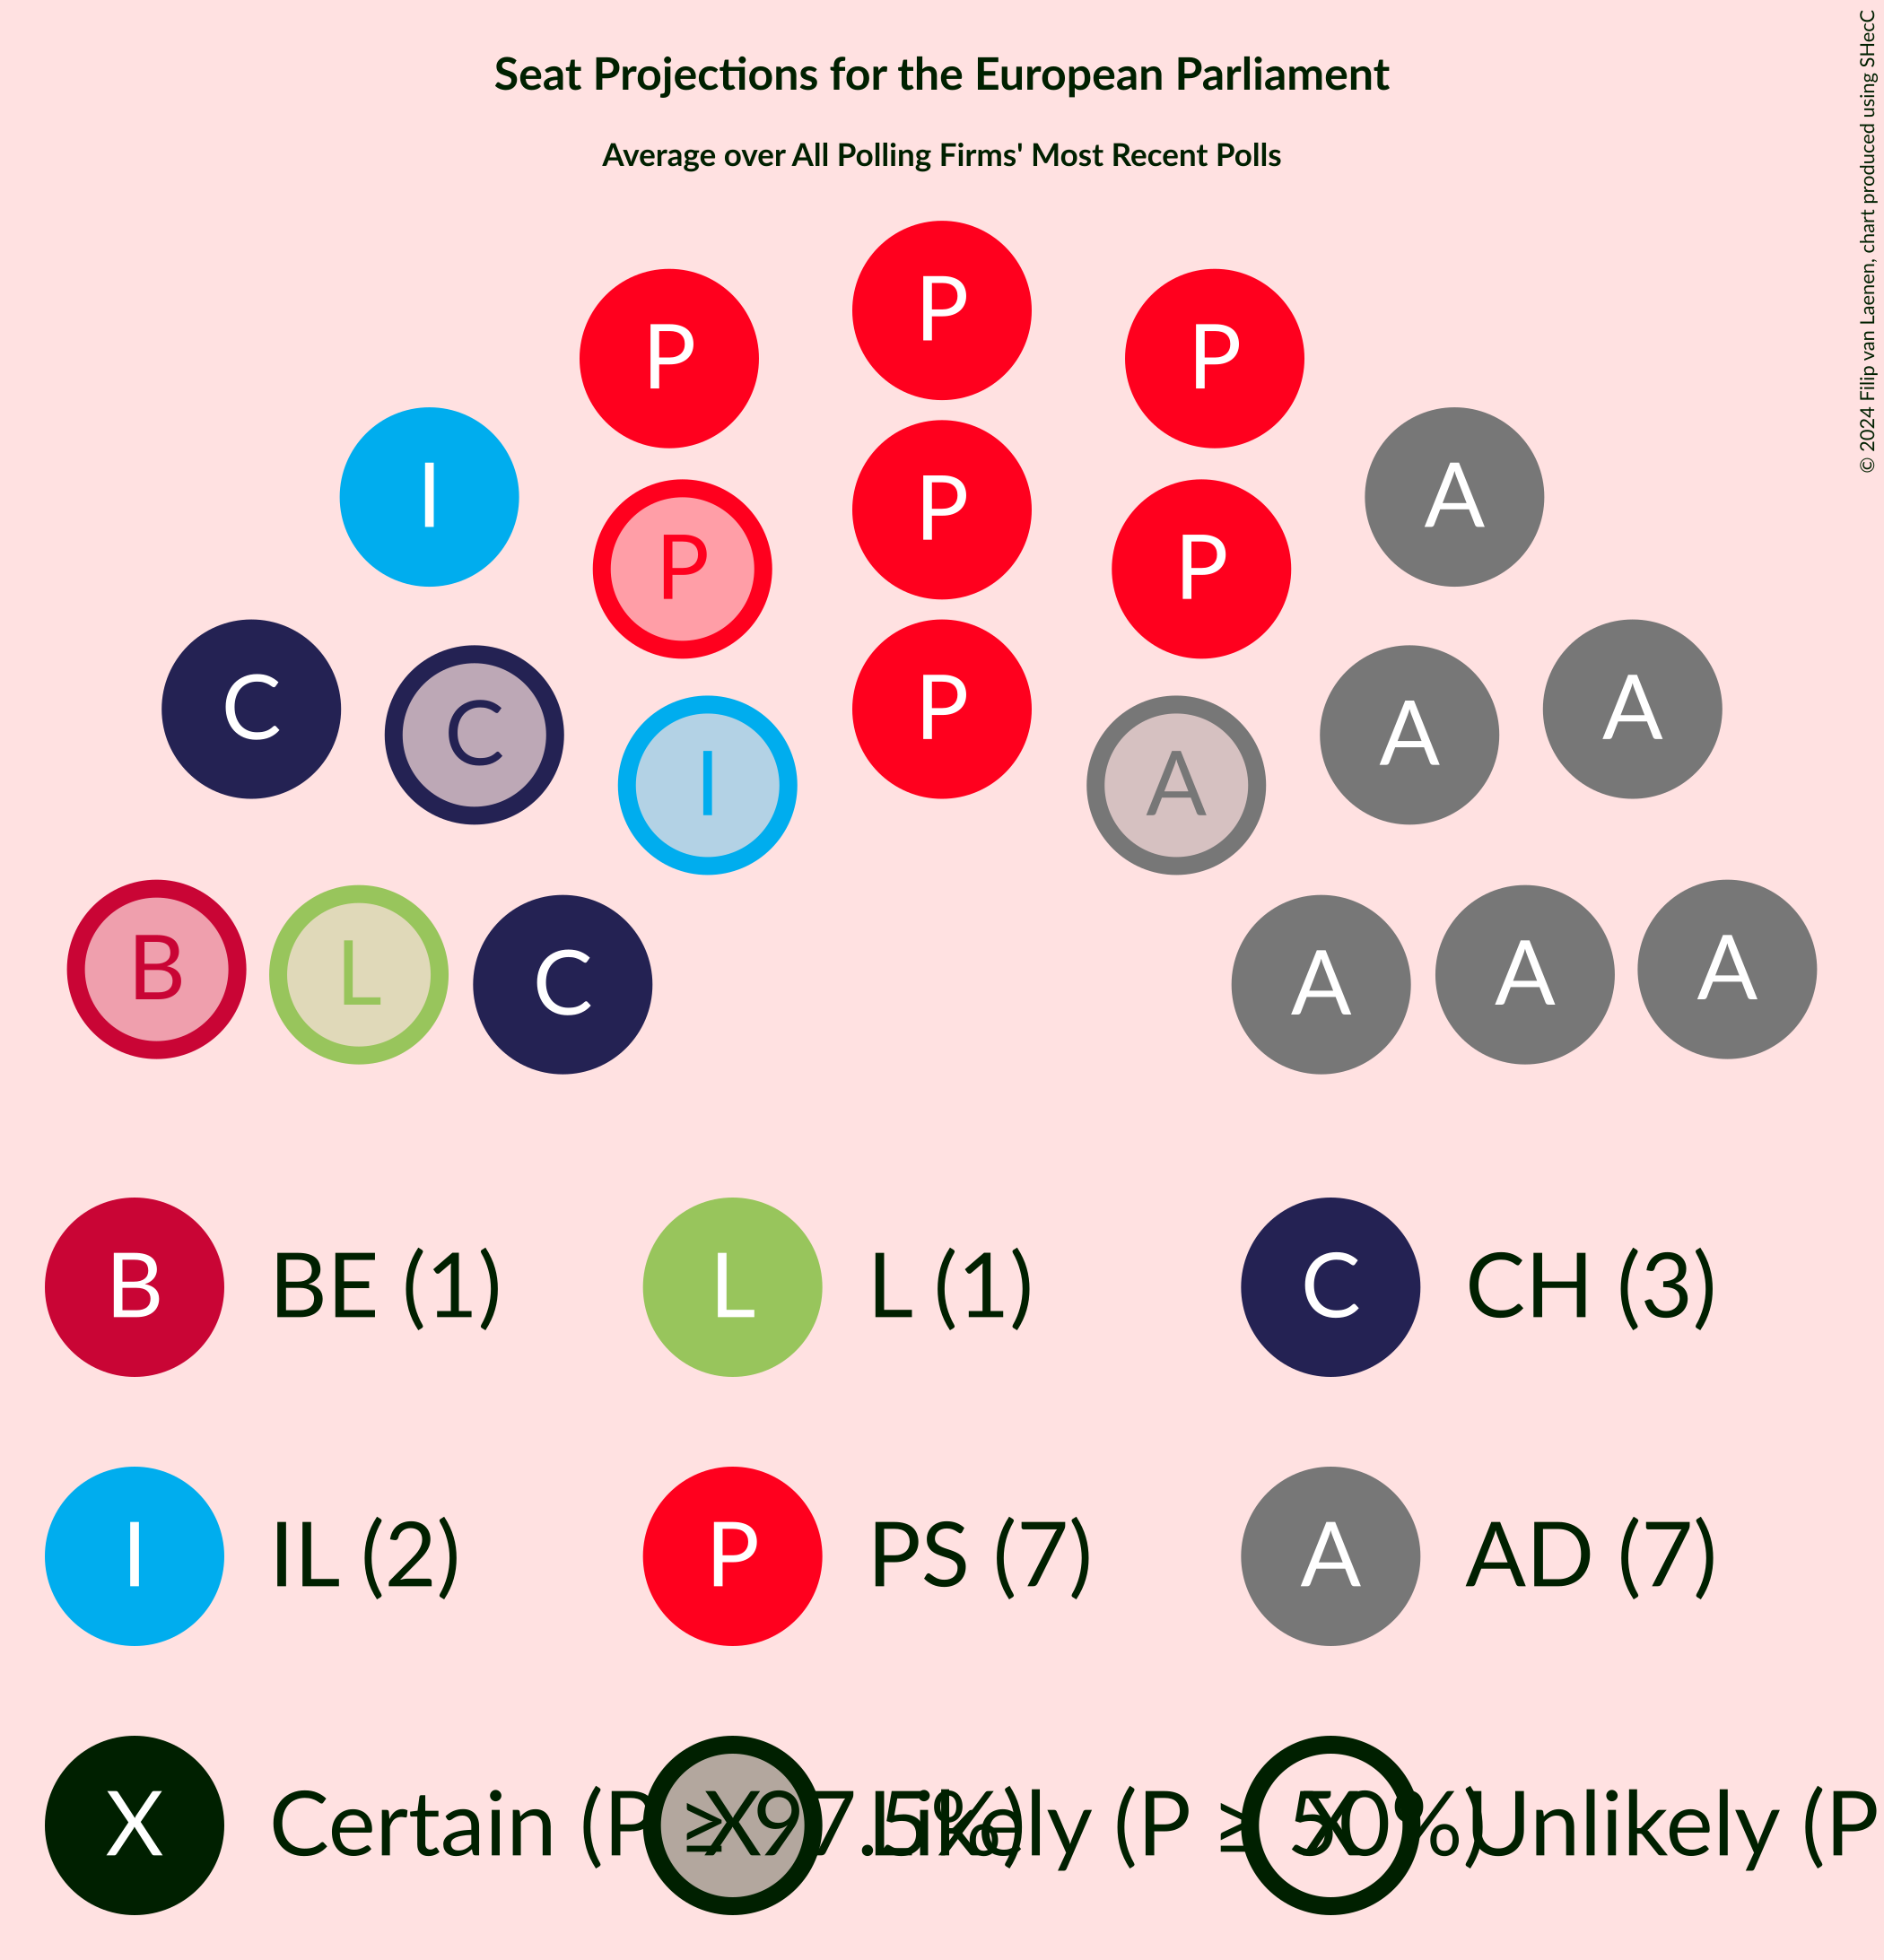 Seat Projections for the European Parliament
Average over All Polling Firms' Most Recent Polls
© 2024 Filip van Laenen, chart produced using SHecC
P
P P
P
I A
P P
P
C A
C A
P
I A
B A
L A
C A
B BE (1) L L (1) C CH (3)
I IL (2) P PS (7) A AD (7)
X Certain (P ≥ 97.5%) X Likely (P ≥ 50%) X Unlikely (P